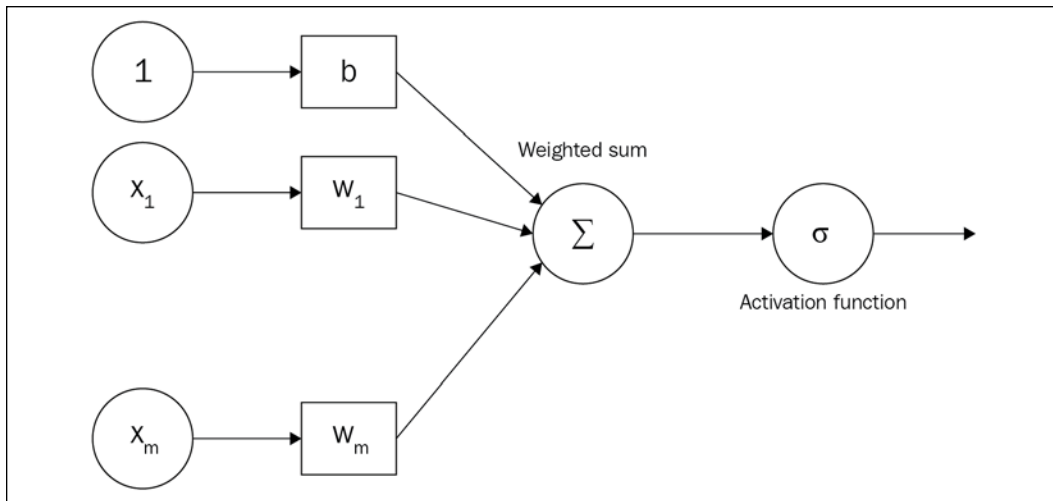 1
b
Weighted sum
X₁
W₁
Σ
σ
Activation function
Xₘ
Wₘ